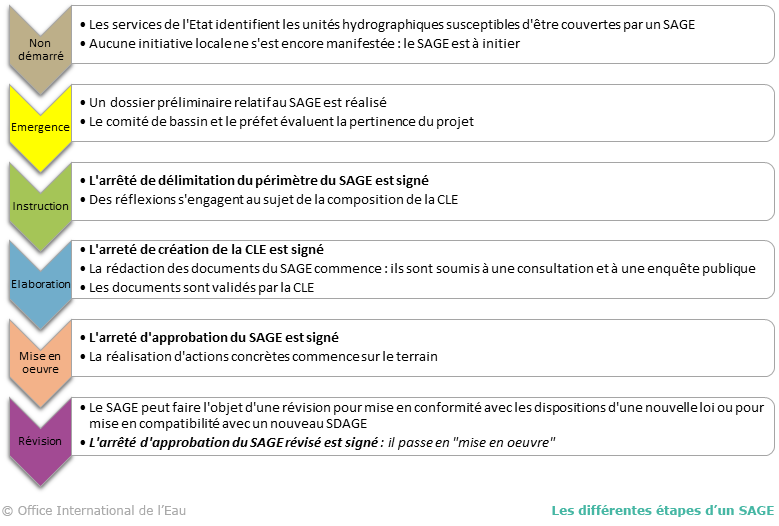 Non
démarré
• Les services de l'Etat identifient les unités hydrographiques susceptibles d'être couvertes par un SAGE
• Aucune initiative locale ne s'est encore manifestée : le SAGE est à initier
Emergence
• Un dossier préliminaire relatif au SAGE est réalisé
• Le comité de bassin et le préfet évaluent la pertinence du projet
Instruction
• L'arrêté de délimitation du périmètre du SAGE est signé
• Des réflexions s'engagent au sujet de la composition de la CLE
Elaboration
• L'arreté de création de la CLE est signé
• La rédaction des documents du SAGE commence : ils sont soumis à une consultation et à une enquête publique
• Les documents sont validés par la CLE
Mise en
oeuvre
• L'arreté d'approbation du SAGE est signé
• La réalisation d'actions concrètes commence sur le terrain
Révision
• Le SAGE peut faire l'objet d'une révision pour mise en conformité avec les dispositions d'une nouvelle loi ou pour
mise en compatibilité avec un nouveau SDAGE
• L'arrêté d'approbation du SAGE révisé est signé : il passe en "mise en oeuvre"
© Office International de l’Eau
Les différentes étapes d’un SAGE